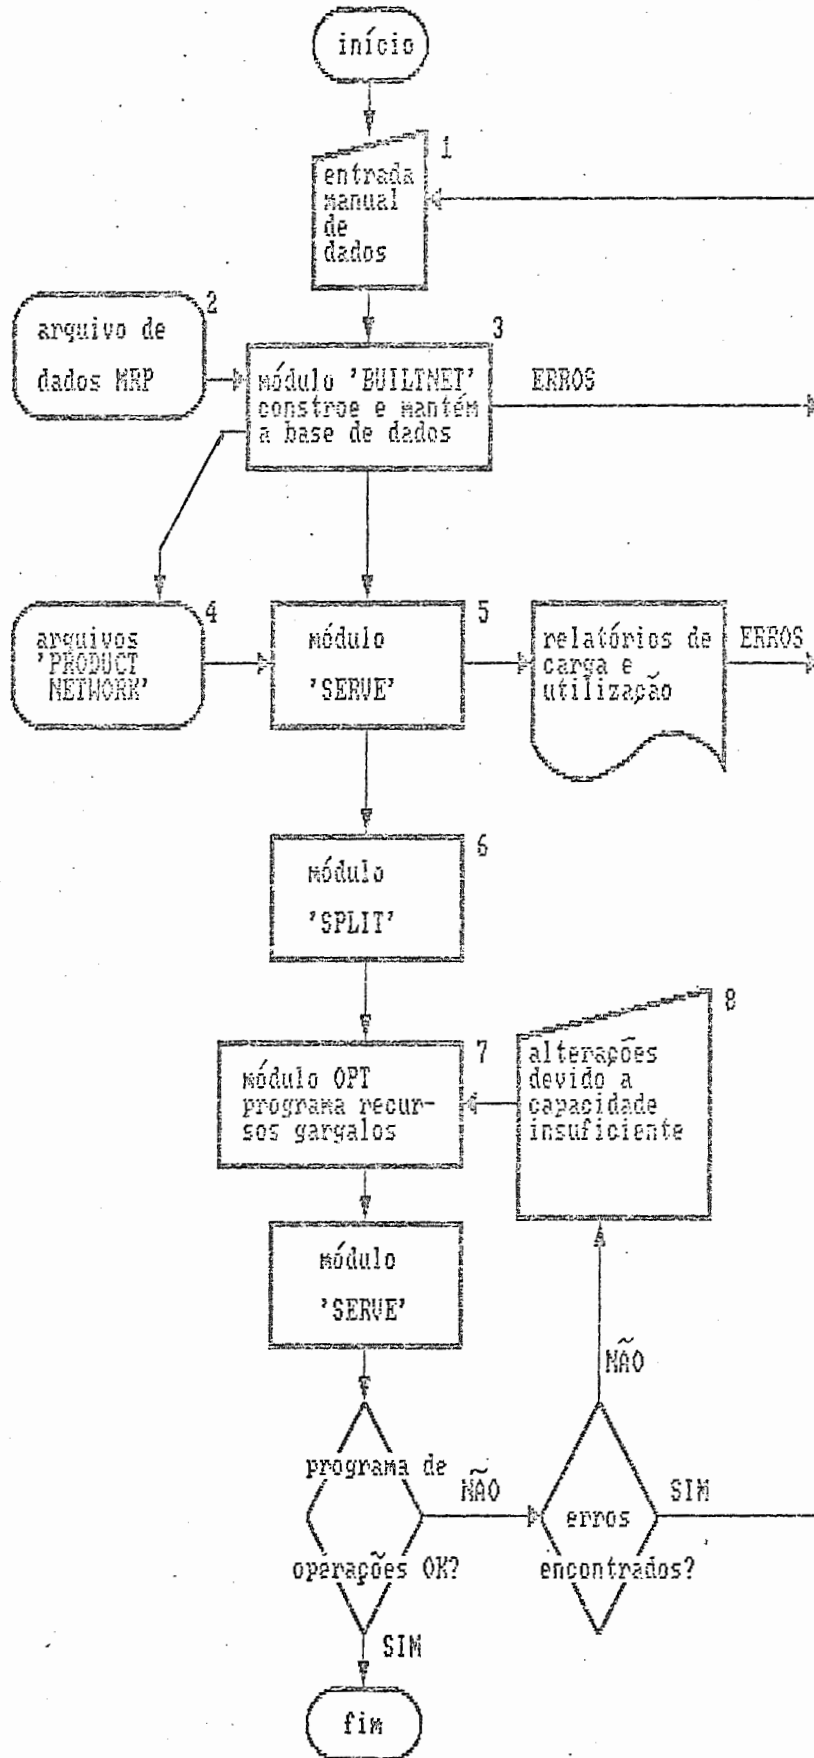 início
1
entrada
manual
de
dados
2
arquivo de
dados MRP
3
módulo 'BUILTNET'
constroe e mantém
a base de dados
ERROS
4
arquivos
'PRODUCT
NETWORK'
5
módulo
'SERVE'
relatórios de
carga e
utilização
ERROS
6
módulo
'SPLIT'
7
módulo OPT
programa recur-
sos gargalos
8
alterações
devido a
capacidade
insuficiente
módulo
'SERVE'
NÃO
programa de
operações OK?
NÃO
erros
encontrados?
SIM
SIM
fim